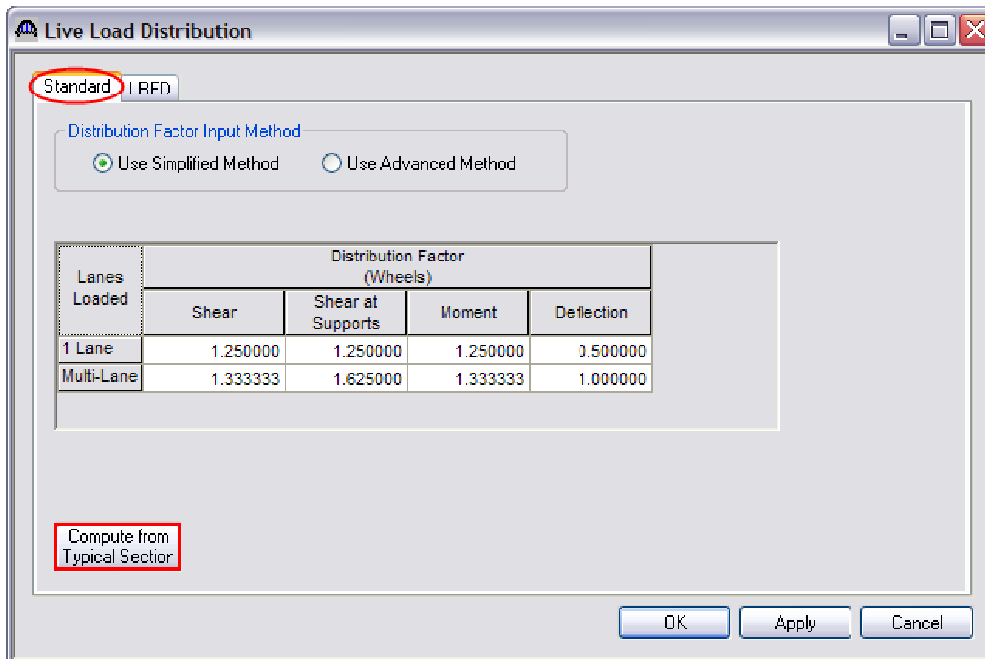 Live Load Distribution
Standard LRFD
Distribution Factor Input Method
Use Simplified Method Use Advanced Method
Lanes Loaded
Distribution Factor
(Wheels)
Shear
Shear at Supports
Moment
Deflection
1 Lane 1.250000 1.250000 1.250000 0.500000
Multi-Lane 1.333333 1.625000 1.333333 1.000000
Compute from
Typical Section
OK Apply Cancel